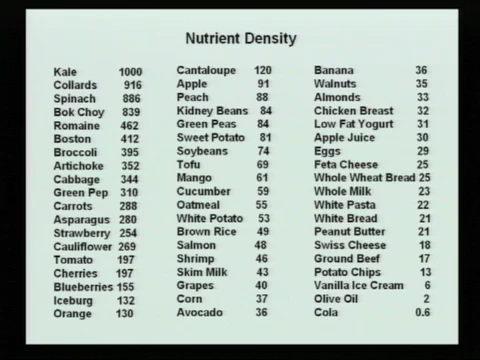 Nutrient Density
Kale 1000
Collards 916
Spinach 886
Bok Choy 839
Romaine 462
Boston 412
Broccoli 395
Artichoke 352
Cabbage 344
Green Pep 310
Carrots 288
Asparagus 280
Strawberry 254
Cauliflower 269
Tomato 197
Cherries 197
Blueberries 155
Iceburg 132
Orange 130
Cantaloupe 120
Apple 91
Peach 88
Kidney Beans 84
Green Peas 84
Sweet Potato 81
Soybeans 74
Tofu 69
Mango 61
Cucumber 59
Oatmeal 55
White Potato 53
Brown Rice 49
Salmon 48
Shrimp 46
Skim Milk 43
Grapes 40
Corn 37
Avocado 36
Banana 36
Walnuts 35
Almonds 33
Chicken Breast 32
Low Fat Yogurt 31
Apple Juice 30
Eggs 29
Feta Cheese 25
Whole Wheat Bread 25
Whole Milk 23
White Pasta 22
White Bread 21
Peanut Butter 21
Swiss Cheese 18
Ground Beef 17
Potato Chips 13
Vanilla Ice Cream 6
Olive Oil 2
Cola 0.6